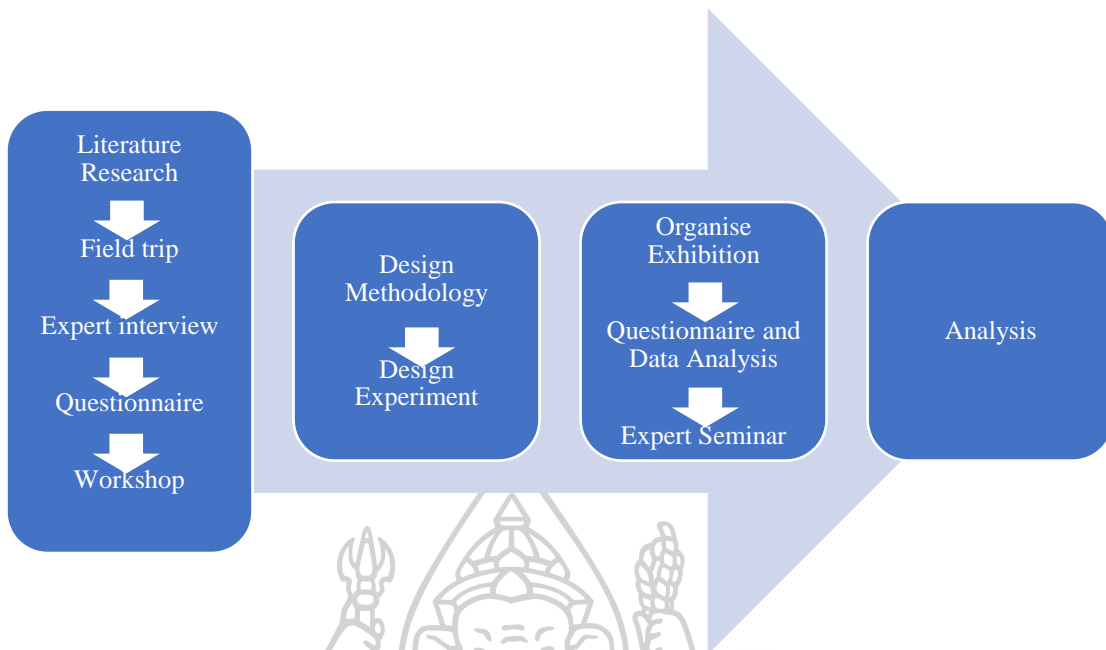 Literature
Research
Field trip
Expert interview
Questionnaire
Workshop
Design
Methodology
Design
Experiment
Organise
Exhibition
Questionnaire and
Data Analysis
Expert Seminar
Analysis